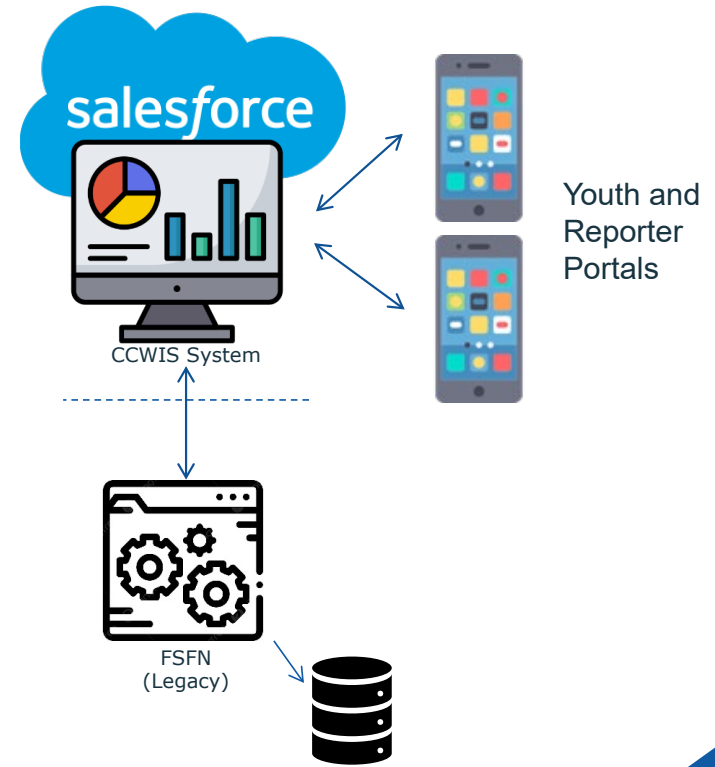 salesforce
Youth and
Reporter
Portals
CCWIS System
FSFN
(Legacy)